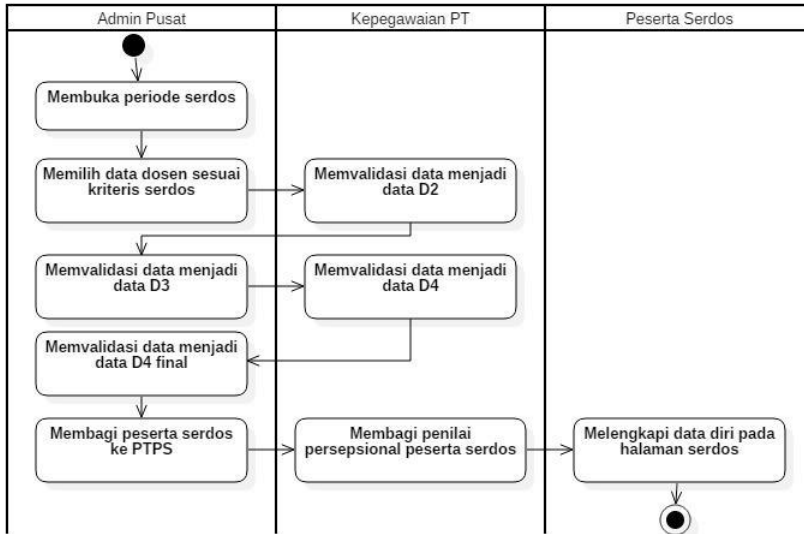 Admin Pusat
Kepegawaian PT
Peserta Serdos
Membuka periode serdos
Memilih data dosen sesuai
kriteris serdos
Memvalidasi data menjadi
data D2
Memvalidasi data menjadi
data D3
Memvalidasi data menjadi
data D4
Memvalidasi data menjadi
data D4 final
Membagi peserta serdos
ke PTPS
Membagi penilai
persepsional peserta serdos
Melengkapi data diri pada
halaman serdos